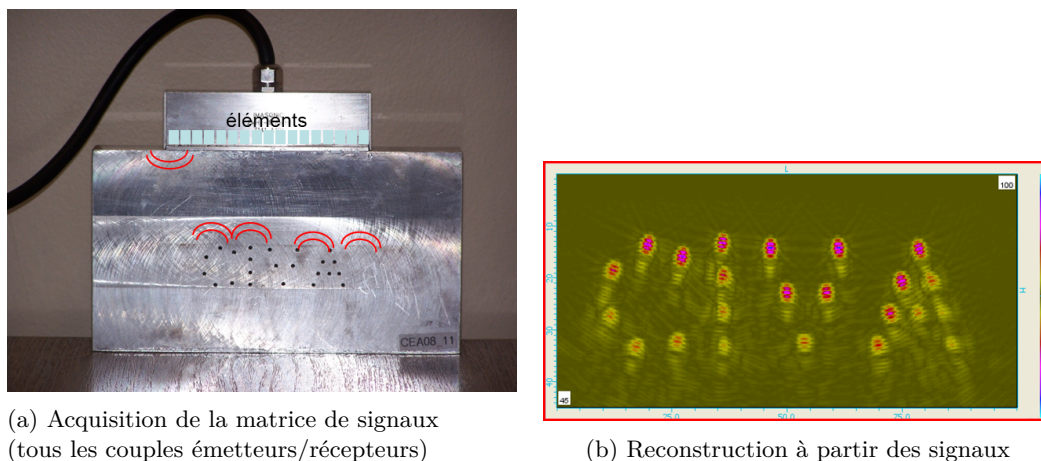 éléments
CEA08_11
L
100
10
20
30
40
H
45
25.0
50.0
75.0
(a) Acquisition de la matrice de signaux
(tous les couples émetteurs/récepteurs)
(b) Reconstruction à partir des signaux